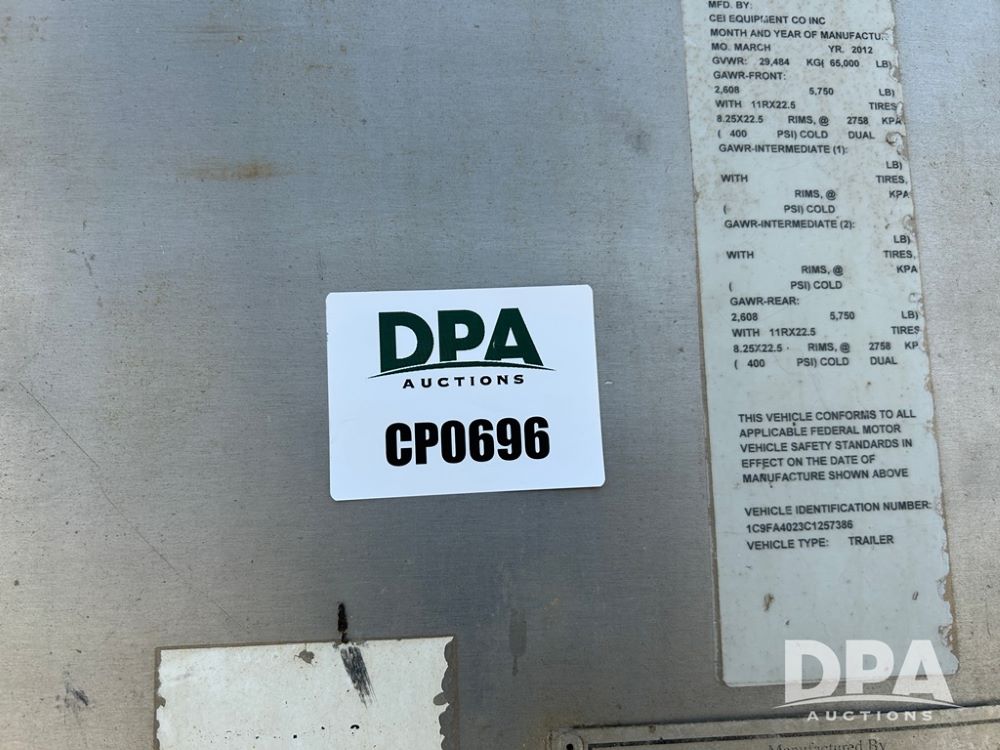 MFD. BY:
CEI EQUIPMENT CO INC
MONTH AND YEAR OF MANUFACTU
MO. MARCH YR. 2012
GVWR: 29,484 KG( 65,000 LB)
GAWR-FRONT:
2,608 5,750 LB)
WITH 11RX22.5 TIRES
8.25X22.5 RIMS, @ 2758 KPA
( 400 PSI) COLD DUAL
GAWR-INTERMEDIATE (1):
LB)
WITH TIRES,
RIMS, @ KPA
( PSI) COLD
GAWR-INTERMEDIATE (2):
LB)
WITH TIRES,
RIMS, @ KPA
( PSI) COLD
GAWR-REAR:
2,608 5,750 LB)
WITH 11RX22.5 TIRES
8.25X22.5 RIMS, @ 2758 KP
( 400 PSI) COLD DUAL
THIS VEHICLE CONFORMS TO ALL
APPLICABLE FEDERAL MOTOR
VEHICLE SAFETY STANDARDS IN
EFFECT ON THE DATE OF
MANUFACTURE SHOWN ABOVE
VEHICLE IDENTIFICATION NUMBER:
1C9FA4023C1257386
VEHICLE TYPE: TRAILER
DPA
AUCTIONS
CP0696
DPA
AUCTIONS
Manufactured By